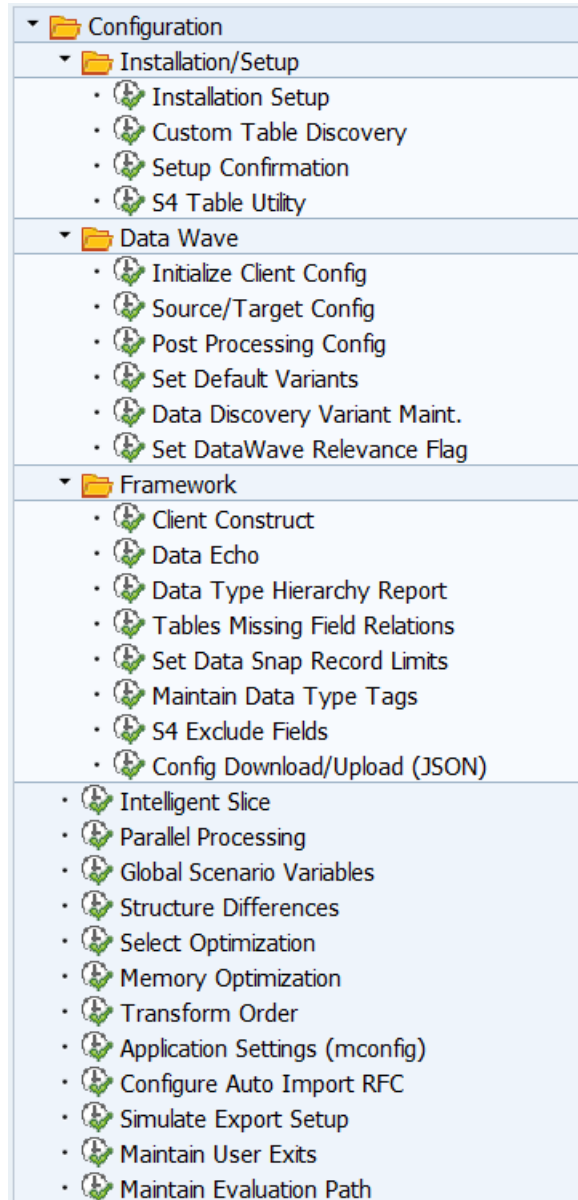 Configuration
Installation/Setup
Installation Setup
Custom Table Discovery
Setup Confirmation
S4 Table Utility
Data Wave
Initialize Client Config
Source/Target Config
Post Processing Config
Set Default Variants
Data Discovery Variant Maint.
Set DataWave Relevance Flag
Framework
Client Construct
Data Echo
Data Type Hierarchy Report
Tables Missing Field Relations
Set Data Snap Record Limits
Maintain Data Type Tags
S4 Exclude Fields
Config Download/Upload (JSON)
Intelligent Slice
Parallel Processing
Global Scenario Variables
Structure Differences
Select Optimization
Memory Optimization
Transform Order
Application Settings (mconfig)
Configure Auto Import RFC
Simulate Export Setup
Maintain User Exits
Maintain Evaluation Path